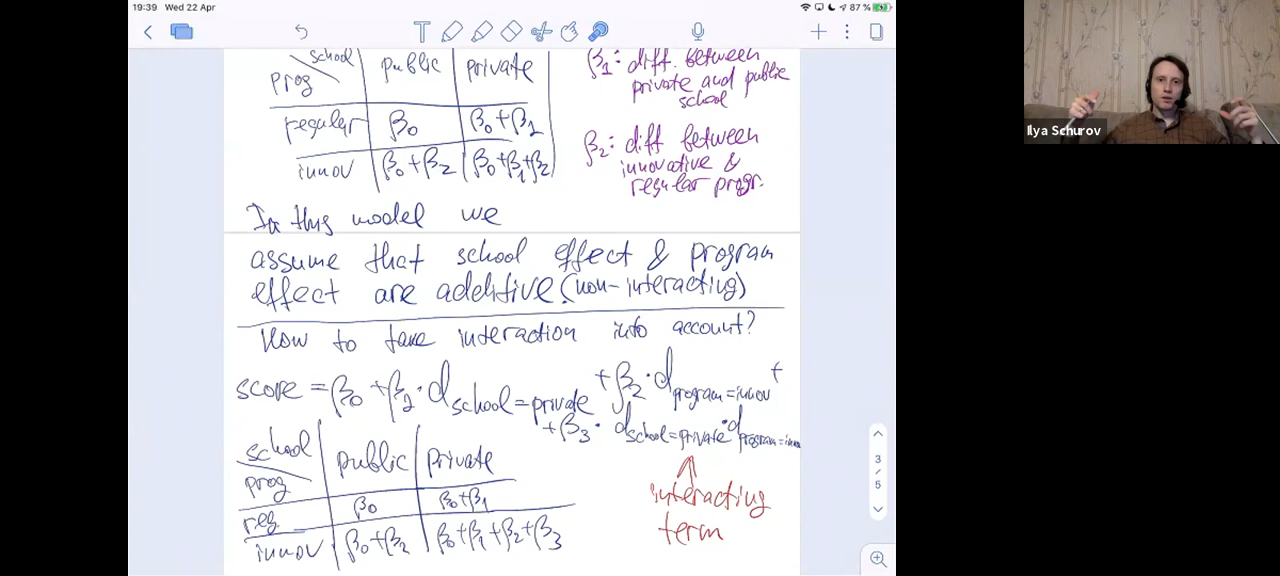 19:39 Wed 22 Apr
87 %
school
prog
public
private
β1: diff. between
private and public
school
regular
β0
β0+β1
β2: diff between
innovative &
regular progr.
innov
β0+β2
β0+β1+β2
In this model we
assume that school effect & program
effect are additive. (non-interacting)
How to take interaction into account?
score = β0 + β1 · d school=private + β2 · d program=innov +
+ β3 · d school=private · d program=inno
school
prog
public
private
reg
β0
β0+β1
innov
β0+β2
β0+β1+β2+β3
interacting
term
3
/
5
Ilya Schurov